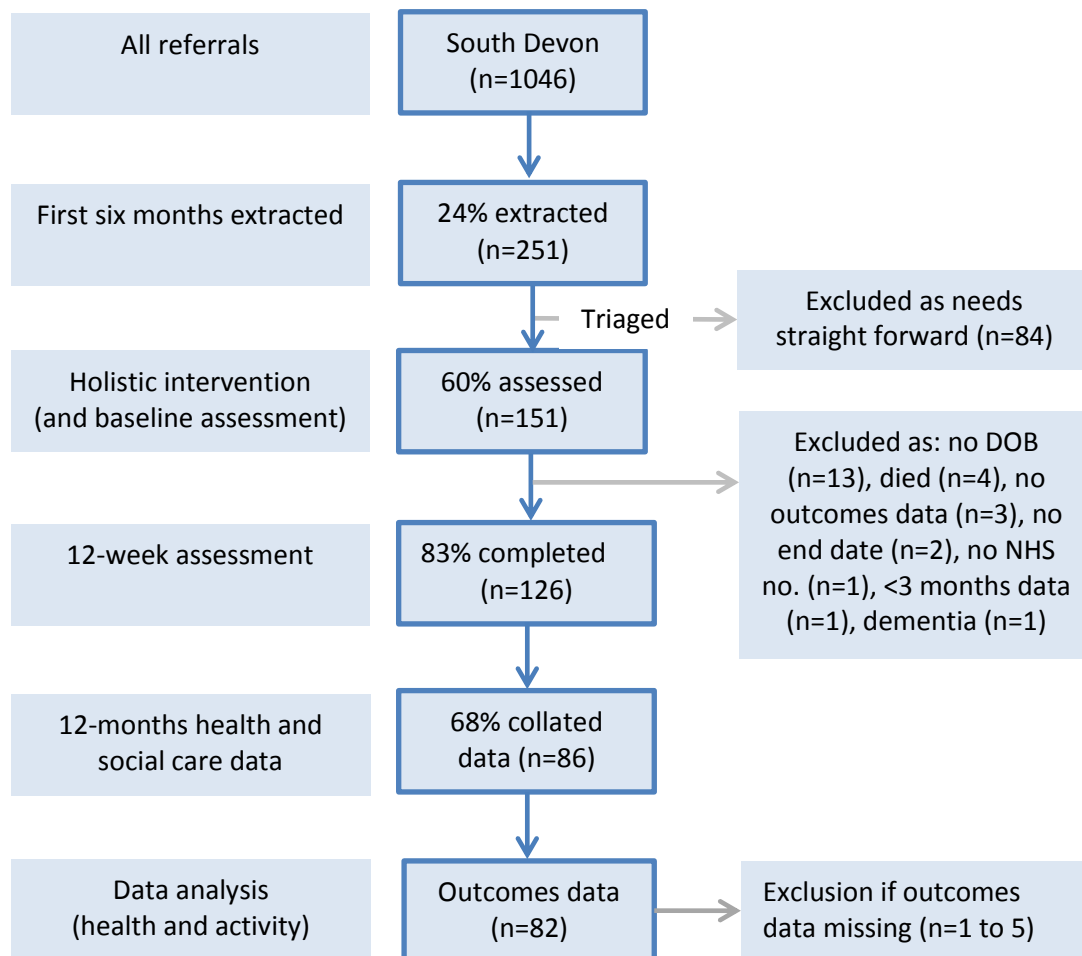 All referrals
South Devon
(n=1046)
First six months extracted
24% extracted
(n=251)
Triaged
Excluded as needs
straight forward (n=84)
Holistic intervention
(and baseline assessment)
60% assessed
(n=151)
Excluded as: no DOB
(n=13), died (n=4), no
outcomes data (n=3), no
end date (n=2), no NHS
no. (n=1), <3 months data
(n=1), dementia (n=1)
12-week assessment
83% completed
(n=126)
12-months health and
social care data
68% collated
data (n=86)
Data analysis
(health and activity)
Outcomes data
(n=82)
Exclusion if outcomes
data missing (n=1 to 5)